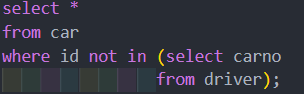 select *
from car
where id not in (select carno
from driver);